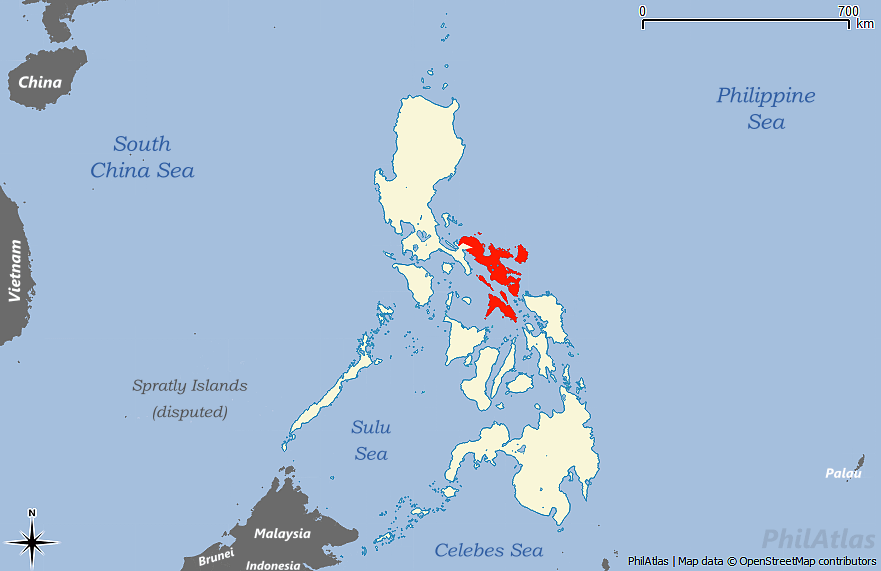 0 700
km
China
Philippine
Sea
South
China Sea
Vietnam
Spratly Islands
(disputed)
Sulu
Sea
Palau
N
Malaysia
Brunei
Indonesia
Celebes Sea
PhilAtlas
PhilAtlas | Map data © OpenStreetMap contributors